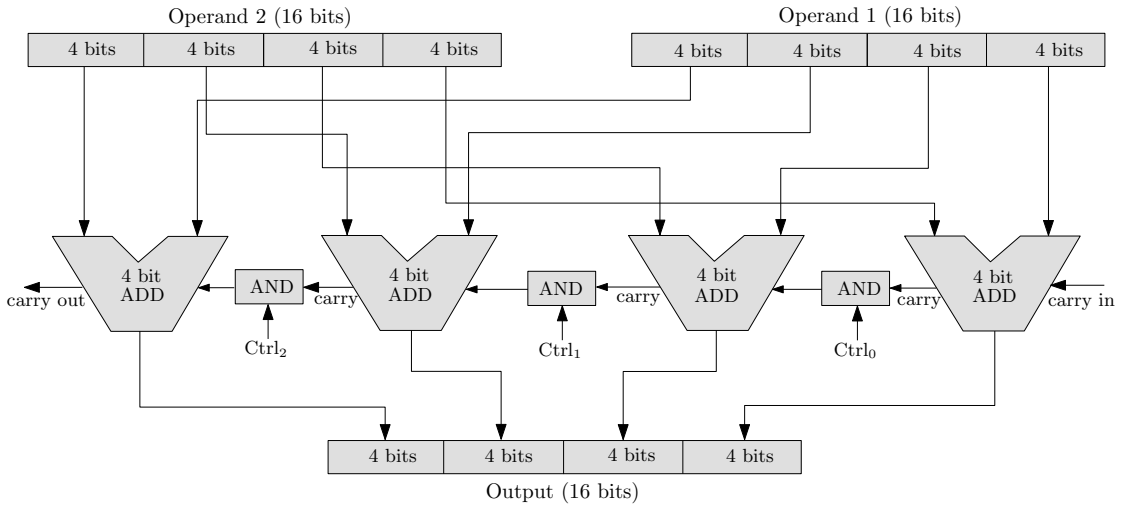 Operand 2 (16 bits)
Operand 1 (16 bits)
4 bits 4 bits 4 bits 4 bits
4 bits 4 bits 4 bits 4 bits
4 bit
ADD
4 bit
ADD
4 bit
ADD
4 bit
ADD
carry out
AND
carry
AND
carry
AND
carry
carry in
Ctrl₂
Ctrl₁
Ctrl₀
4 bits 4 bits 4 bits 4 bits
Output (16 bits)